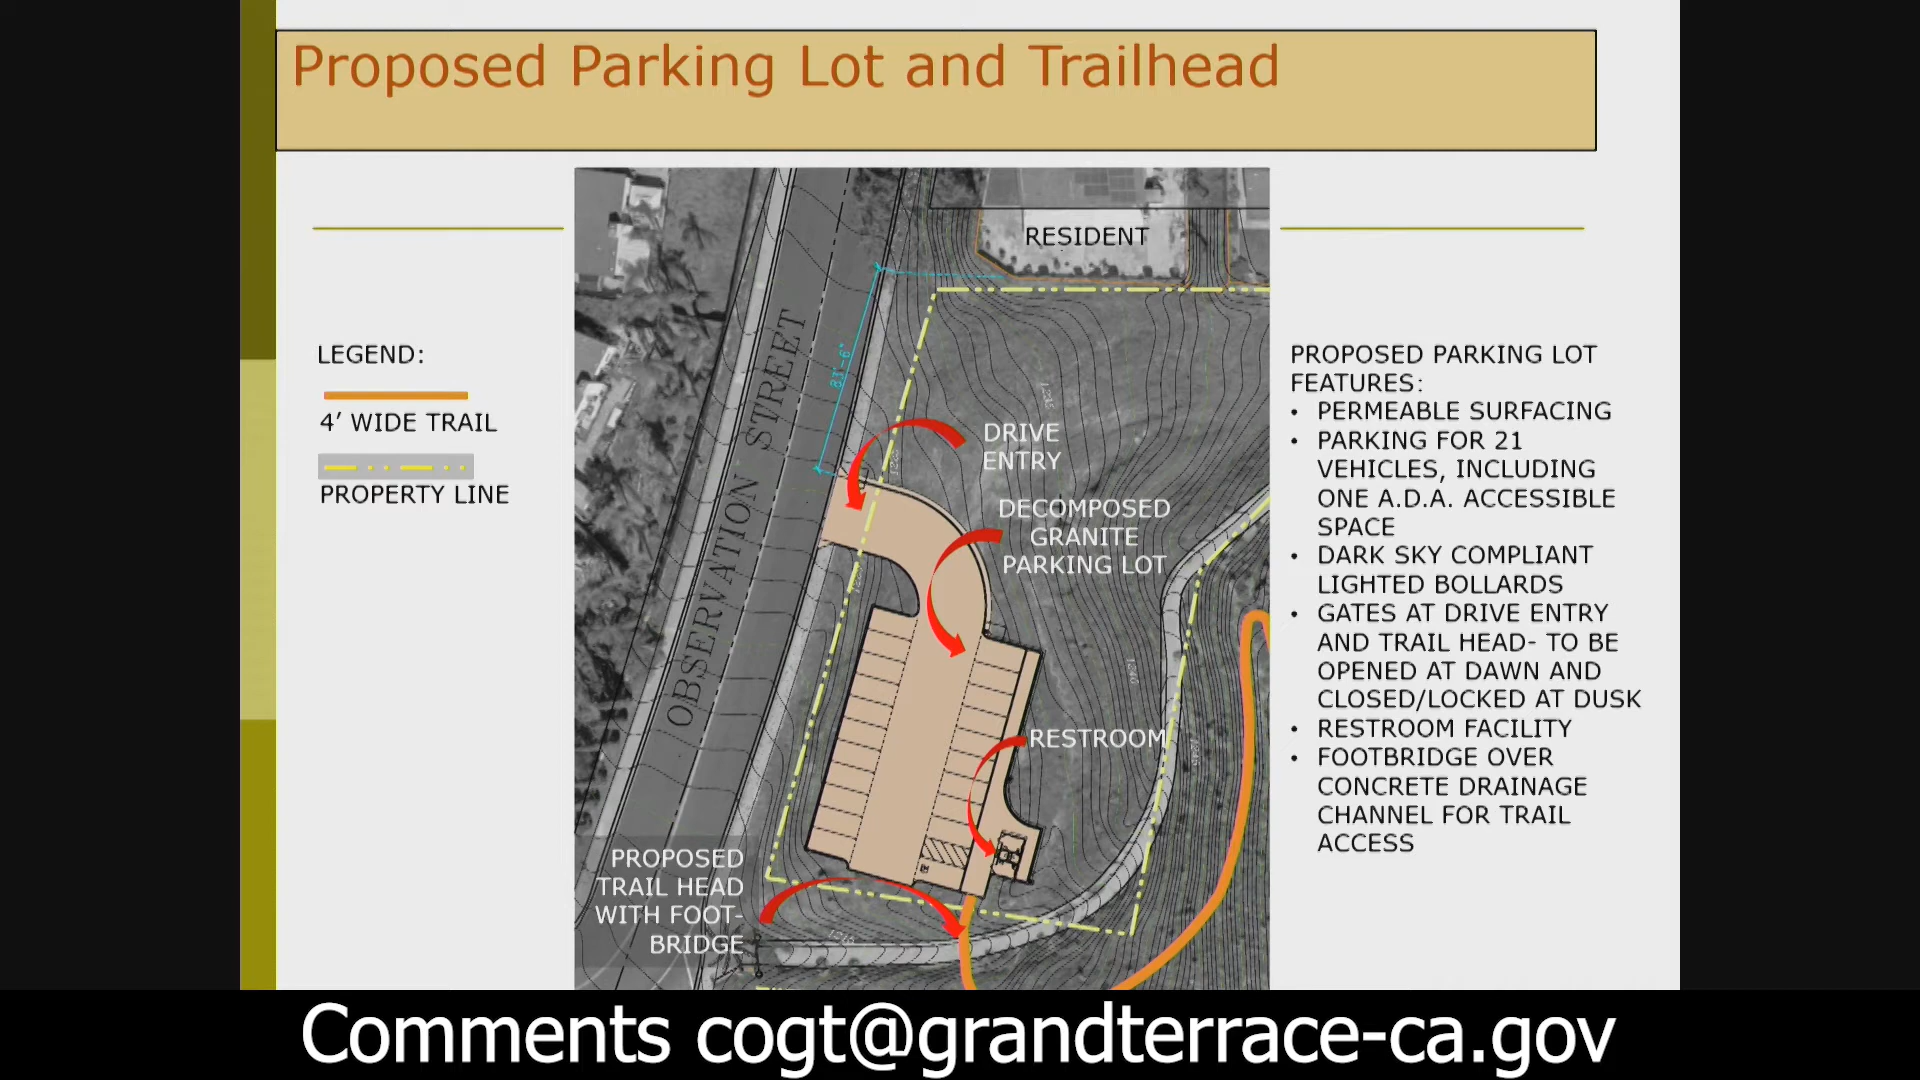 Proposed Parking Lot and Trailhead
LEGEND:
4’ WIDE TRAIL
PROPERTY LINE
RESIDENT
OBSERVATION STREET
83'-6"
DRIVE
ENTRY
DECOMPOSED
GRANITE
PARKING LOT
RESTROOM
PROPOSED
TRAIL HEAD
WITH FOOT-
BRIDGE
PROPOSED PARKING LOT
FEATURES:
• PERMEABLE SURFACING
• PARKING FOR 21
VEHICLES, INCLUDING
ONE A.D.A. ACCESSIBLE
SPACE
• DARK SKY COMPLIANT
LIGHTED BOLLARDS
• GATES AT DRIVE ENTRY
AND TRAIL HEAD- TO BE
OPENED AT DAWN AND
CLOSED/LOCKED AT DUSK
• RESTROOM FACILITY
• FOOTBRIDGE OVER
CONCRETE DRAINAGE
CHANNEL FOR TRAIL
ACCESS
Comments cogt@grandterrace-ca.gov